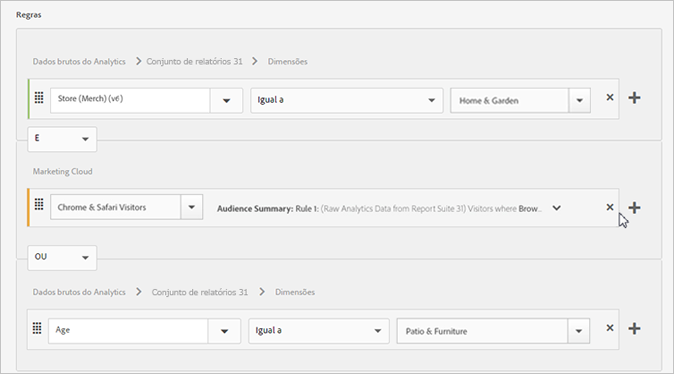 Regras
Dados brutos do Analytics > Conjunto de relatórios 31 > Dimensões
Store (Merch) (v6) Igual a Home & Garden
E
Marketing Cloud
Chrome & Safari Visitors Audience Summary: Rule 1: (Raw Analytics Data from Report Suite 31) Visitors where Brow..
OU
Dados brutos do Analytics > Conjunto de relatórios 31 > Dimensões
Age Igual a Patio & Furniture